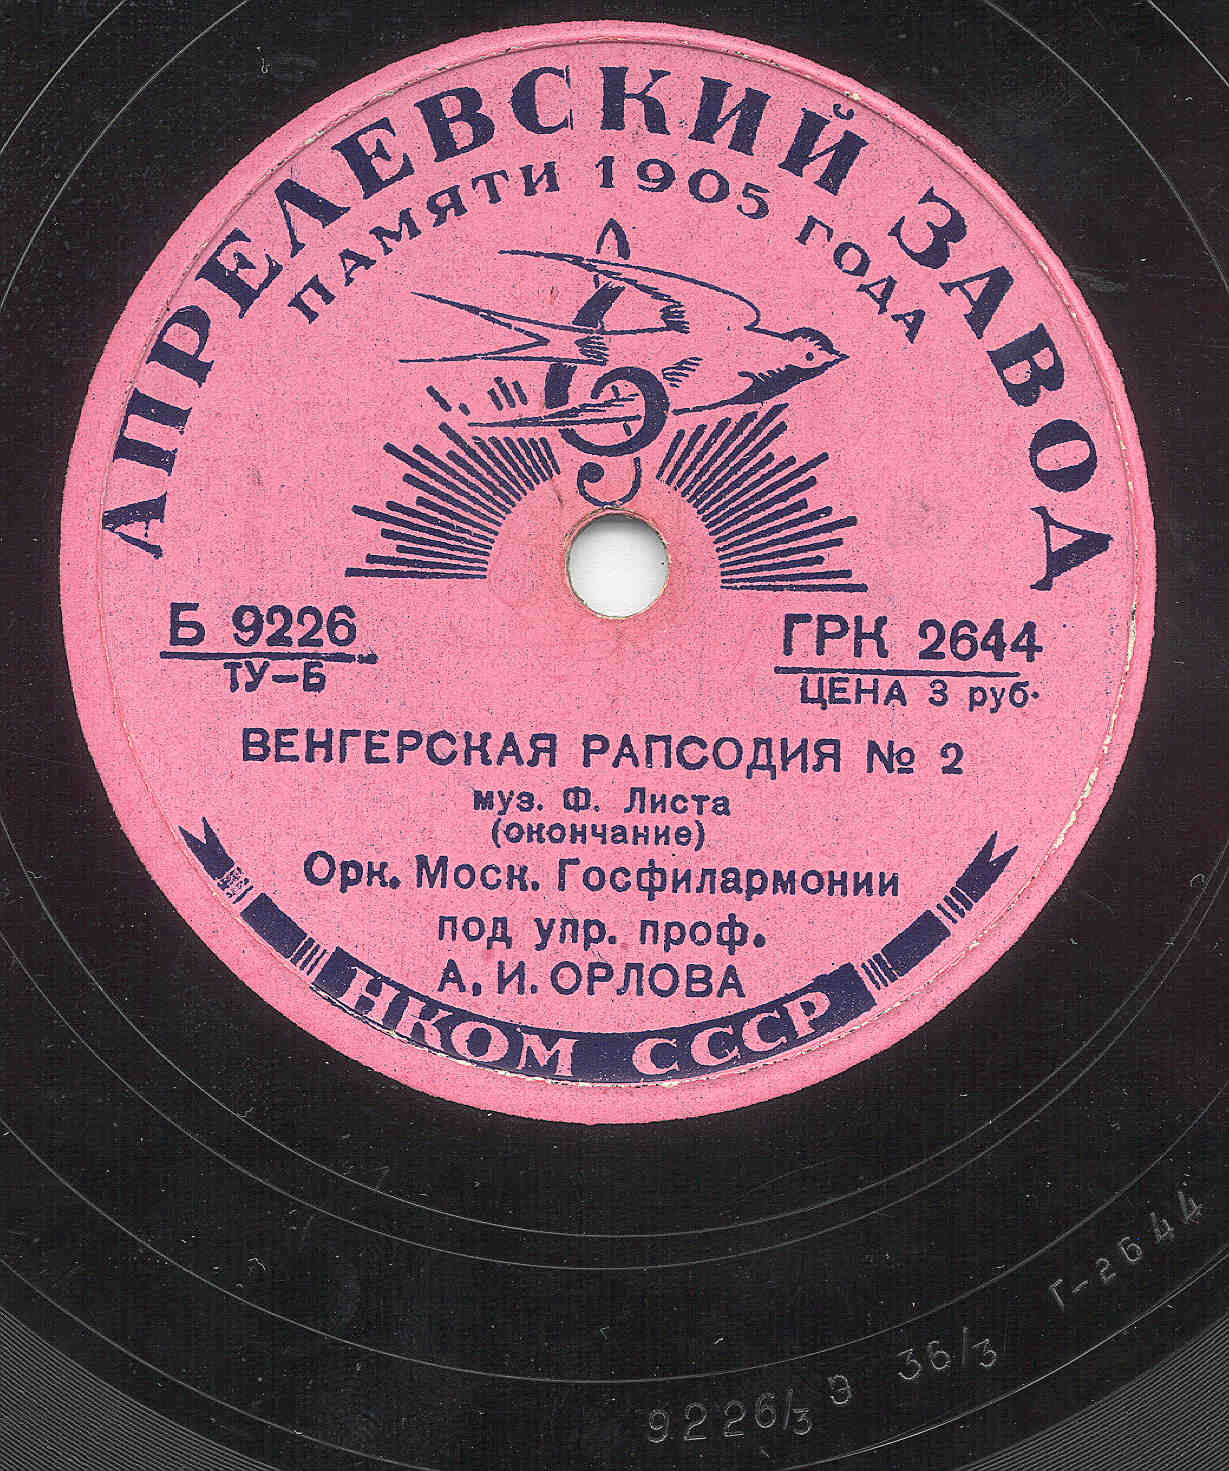 АПРЕЛЕВСКИЙ ЗАВОД
ПАМЯТИ 1905 ГОДА
Б 9226
ТУ–Б
ГРК 2644
ЦЕНА 3 руб.
ВЕНГЕРСКАЯ РАПСОДИЯ № 2
муз. Ф. Листа
(окончание)
Орк. Моск. Госфилармонии
под упр. проф.
А. И. ОРЛОВА
НКОМ СССР
9226/3 Э 36/3 Г-2644